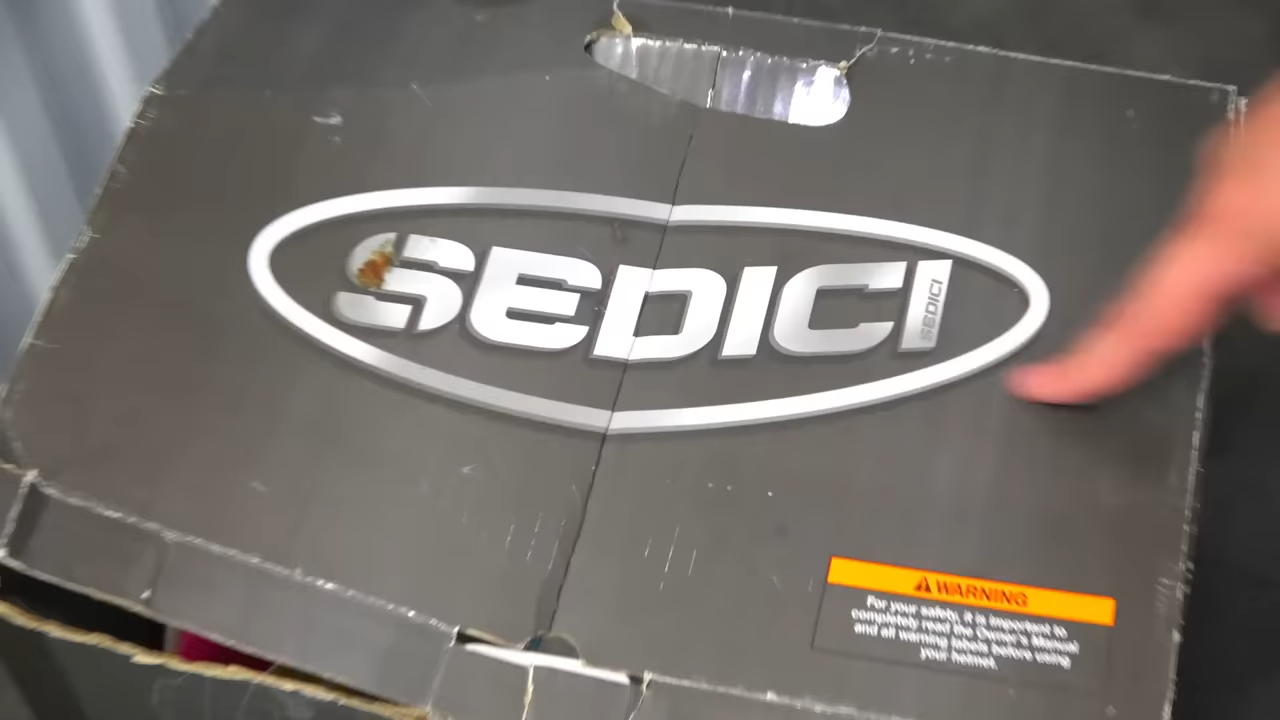 SEDICI
SEDICI
WARNING
For your safety, it is important to
completely read the Owner's Manual
and all warning labels before using
your helmet.